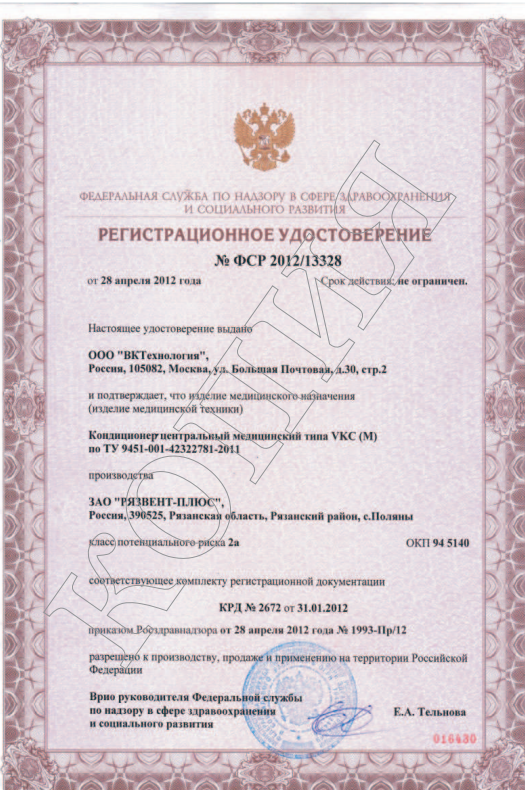 ФЕДЕРАЛЬНАЯ СЛУЖБА ПО НАДЗОРУ В СФЕРЕ ЗДРАВООХРАНЕНИЯ
И СОЦИАЛЬНОГО РАЗВИТИЯ
РЕГИСТРАЦИОННОЕ УДОСТОВЕРЕНИЕ
№ ФСР 2012/13328
от 28 апреля 2012 года Срок действия: не ограничен.
Настоящее удостоверение выдано
ООО "ВКТехнология",
Россия, 105082, Москва, ул. Большая Почтовая, д.30, стр.2
и подтверждает, что изделие медицинского назначения
(изделие медицинской техники)
Кондиционер центральный медицинский типа VKC (M)
по ТУ 9451-001-42322781-2011
производства
ЗАО "РЯЗВЕНТ-ПЛЮС",
Россия, 390525, Рязанская область, Рязанский район, с.Поляны
класс потенциального риска 2а ОКП 94 5140
соответствующее комплекту регистрационной документации
КРД № 2672 от 31.01.2012
приказом Росздравнадзора от 28 апреля 2012 года № 1993-Пр/12
разрешено к производству, продаже и применению на территории Российской
Федерации
Врио руководителя Федеральной службы
по надзору в сфере здравоохранения
и социального развития
Е.А. Тельнова
016430
КОПИЯ